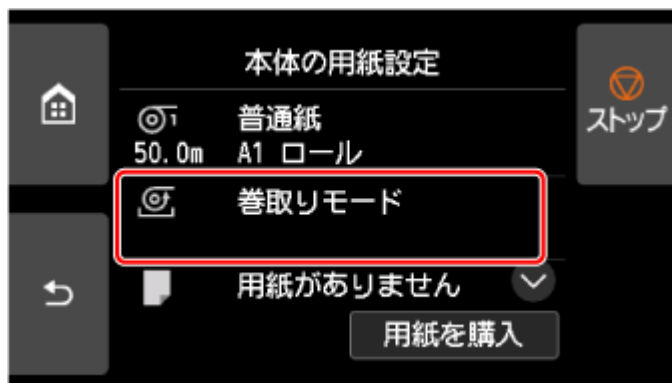 本体の用紙設定
ストップ
1 普通紙
50.0m A1 ロール
巻取りモード
用紙がありません
用紙を購入